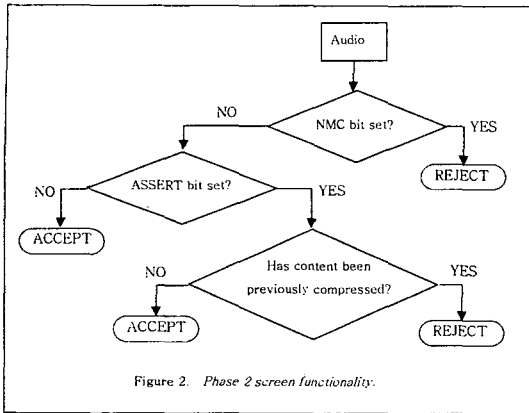 Audio
NMC bit set?
NO
YES
REJECT
ASSERT bit set?
NO
YES
ACCEPT
Has content been
previously compressed?
NO
YES
ACCEPT
REJECT
Figure 2. Phase 2 screen functionality.